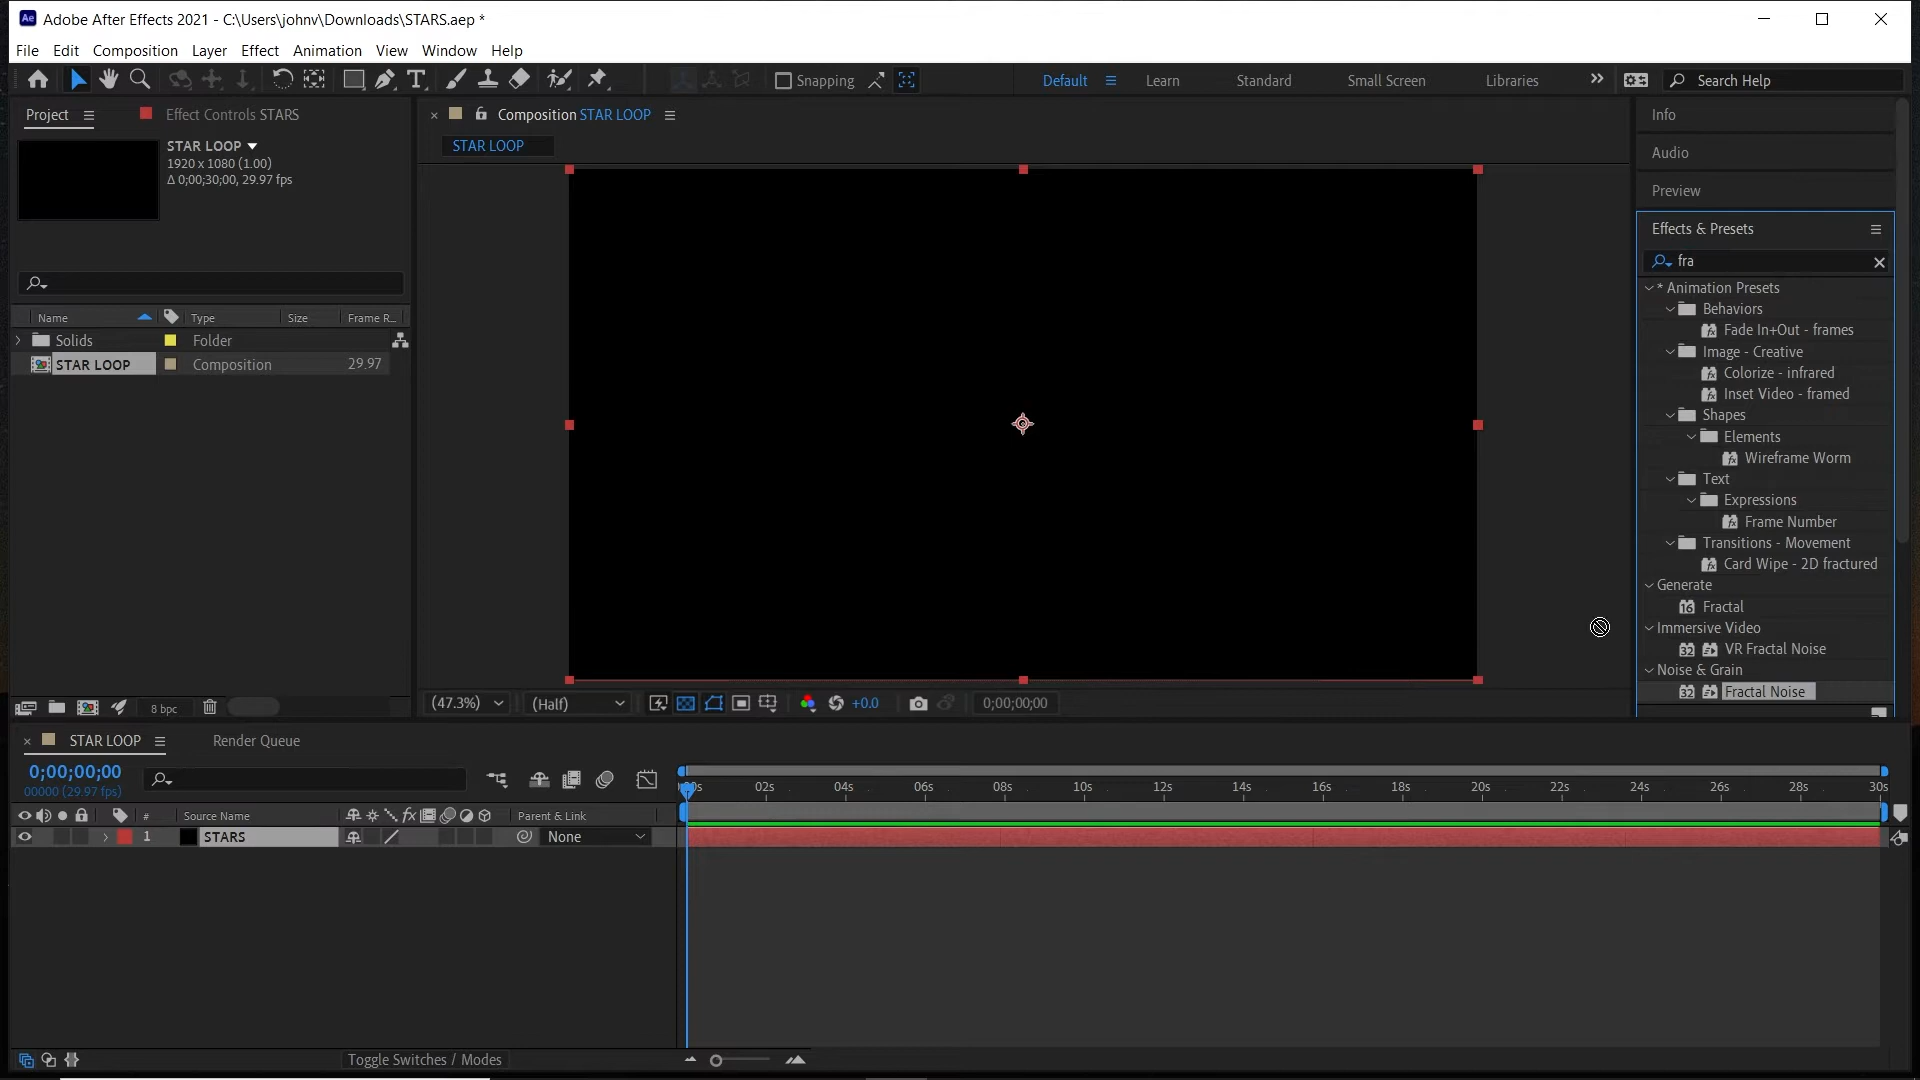 Adobe After Effects 2021 - C:\Users\johnv\Downloads\STARS.aep *
File Edit Composition Layer Effect Animation View Window Help
Snapping
Default Learn Standard Small Screen Libraries
Search Help
Project
Effect Controls STARS
STAR LOOP
1920 x 1080 (1.00)
Δ 0;00;30;00, 29.97 fps
Name Type Size Frame R...
Solids Folder
STAR LOOP Composition 29.97
8 bpc
Composition STAR LOOP
STAR LOOP
(47.3%) (Half) +0.0 0;00;00;00
Info
Audio
Preview
Effects & Presets
fra
* Animation Presets
Behaviors
Fade In+Out - frames
Image - Creative
Colorize - infrared
Inset Video - framed
Shapes
Elements
Wireframe Worm
Text
Expressions
Frame Number
Transitions - Movement
Card Wipe - 2D fractured
Generate
16 Fractal
Immersive Video
32 VR Fractal Noise
Noise & Grain
32 Fractal Noise
STAR LOOP Render Queue
0;00;00;00
00000 (29.97 fps)
02s 04s 06s 08s 10s 12s 14s 16s 18s 20s 22s 24s 26s 28s 30s
# Source Name Parent & Link
1 STARS None
Toggle Switches / Modes